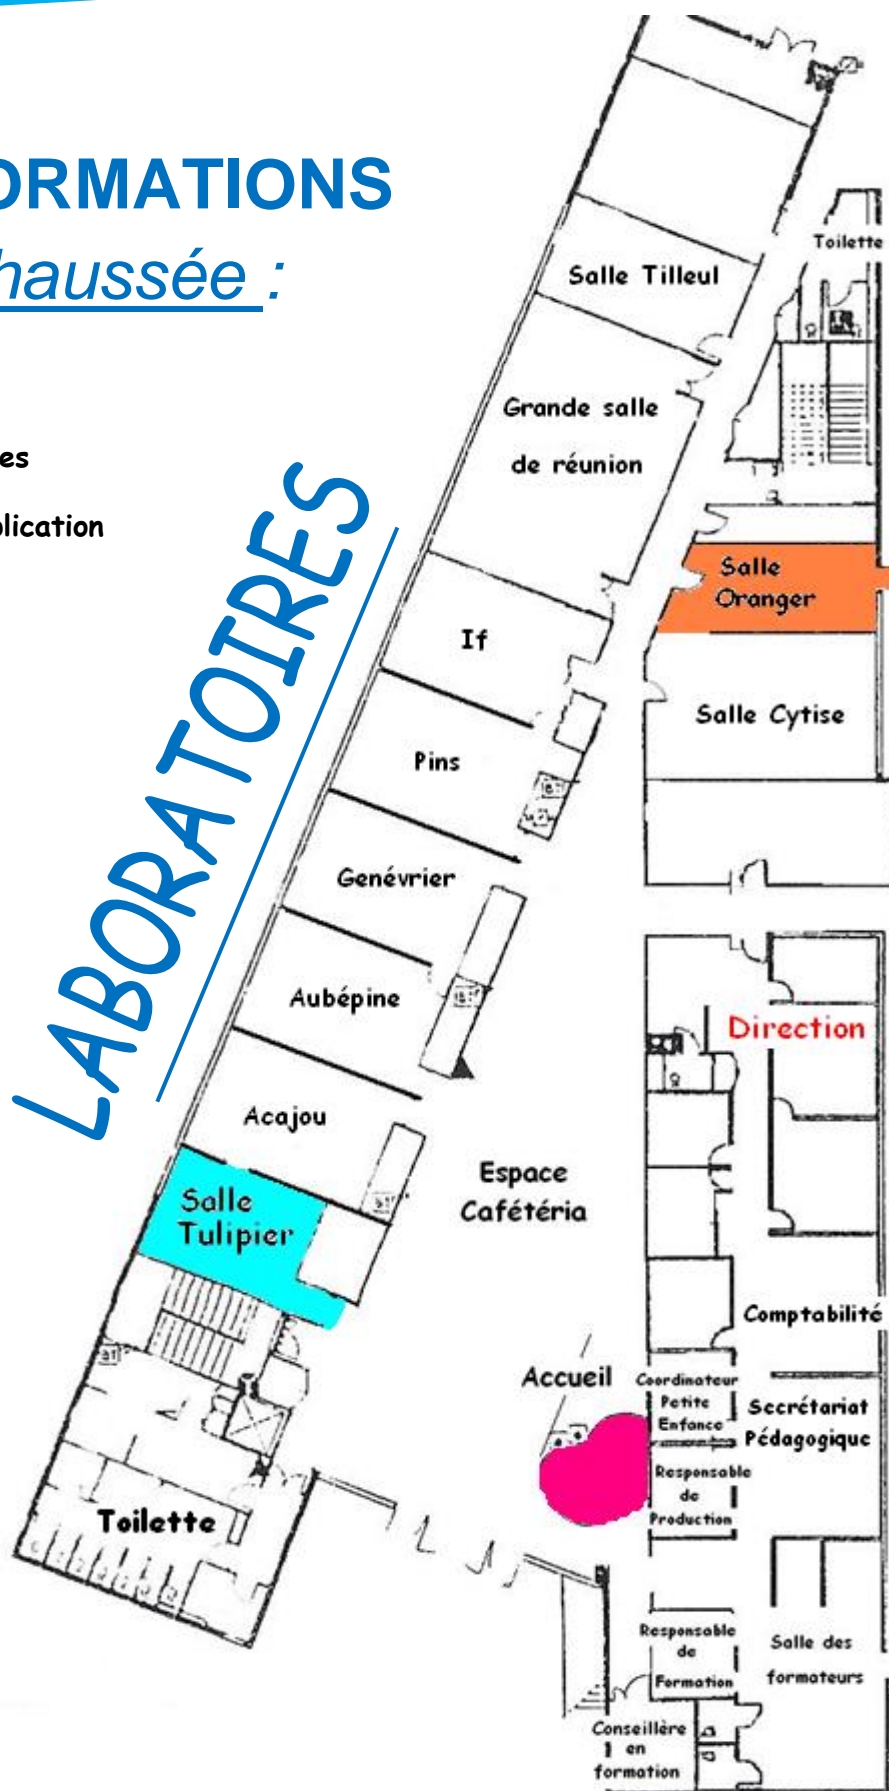 ORMATIONS
haussée :
es
lication
LABORATOIRES
Toilette
Salle Tilleul
Grande salle
de réunion
Salle
Oranger
If
Salle Cytise
Pins
Genévrier
Aubépine
Direction
Acajou
Espace
Cafétéria
Salle
Tulipier
Comptabilité
Accueil
Coordinateur
Petite
Enfance
Secrétariat
Pédagogique
Responsable
de
Production
Toilette
Responsable
de
Formation
Salle des
formateurs
Conseillère
en
formation